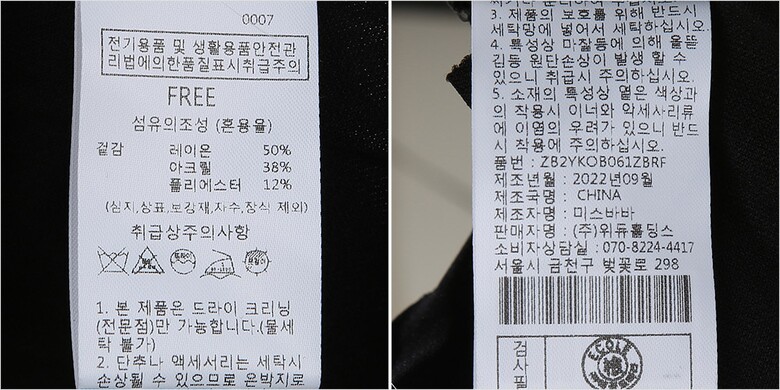 0007
전기용품 및 생활용품안전관
리법에의한품질표시취급주의
FREE
섬유의조성 (혼용율)
겉감 레이온 50%
아크릴 38%
폴리에스터 12%
(심지,상표,보강재,자수,장식 제외)
취급상주의사항
1. 본 제품은 드라이 크리닝
(전문점)만 가능합니다.(물세
탁 불가)
2. 단추나 액세서리는 세탁시
손상될 수 있으므로 은박지로
3. 제품의 보호를 위해 반드시
세탁망에 넣어서 세탁하십시오.
4. 특성상 마찰등에 의해 올뜯
김등 원단손상이 발생 할 수
있으니 취급시 주의하십시오.
5. 소재의 특성상 옅은 색상과
의 착용시 이너와 악세사리류
에 이염의 우려가 있으니 반드
시 착용에 주의하십시오.
품번 : ZB2YKOB061ZBRF
제조년월 : 2022년09월
제조국명 : CHINA
제조자명 : 미스바바
판매자명 : (주)위듀홀딩스
소비자상담실 : 070-8224-4417
서울시 금천구 벚꽃로 298
검사필
ECOLE